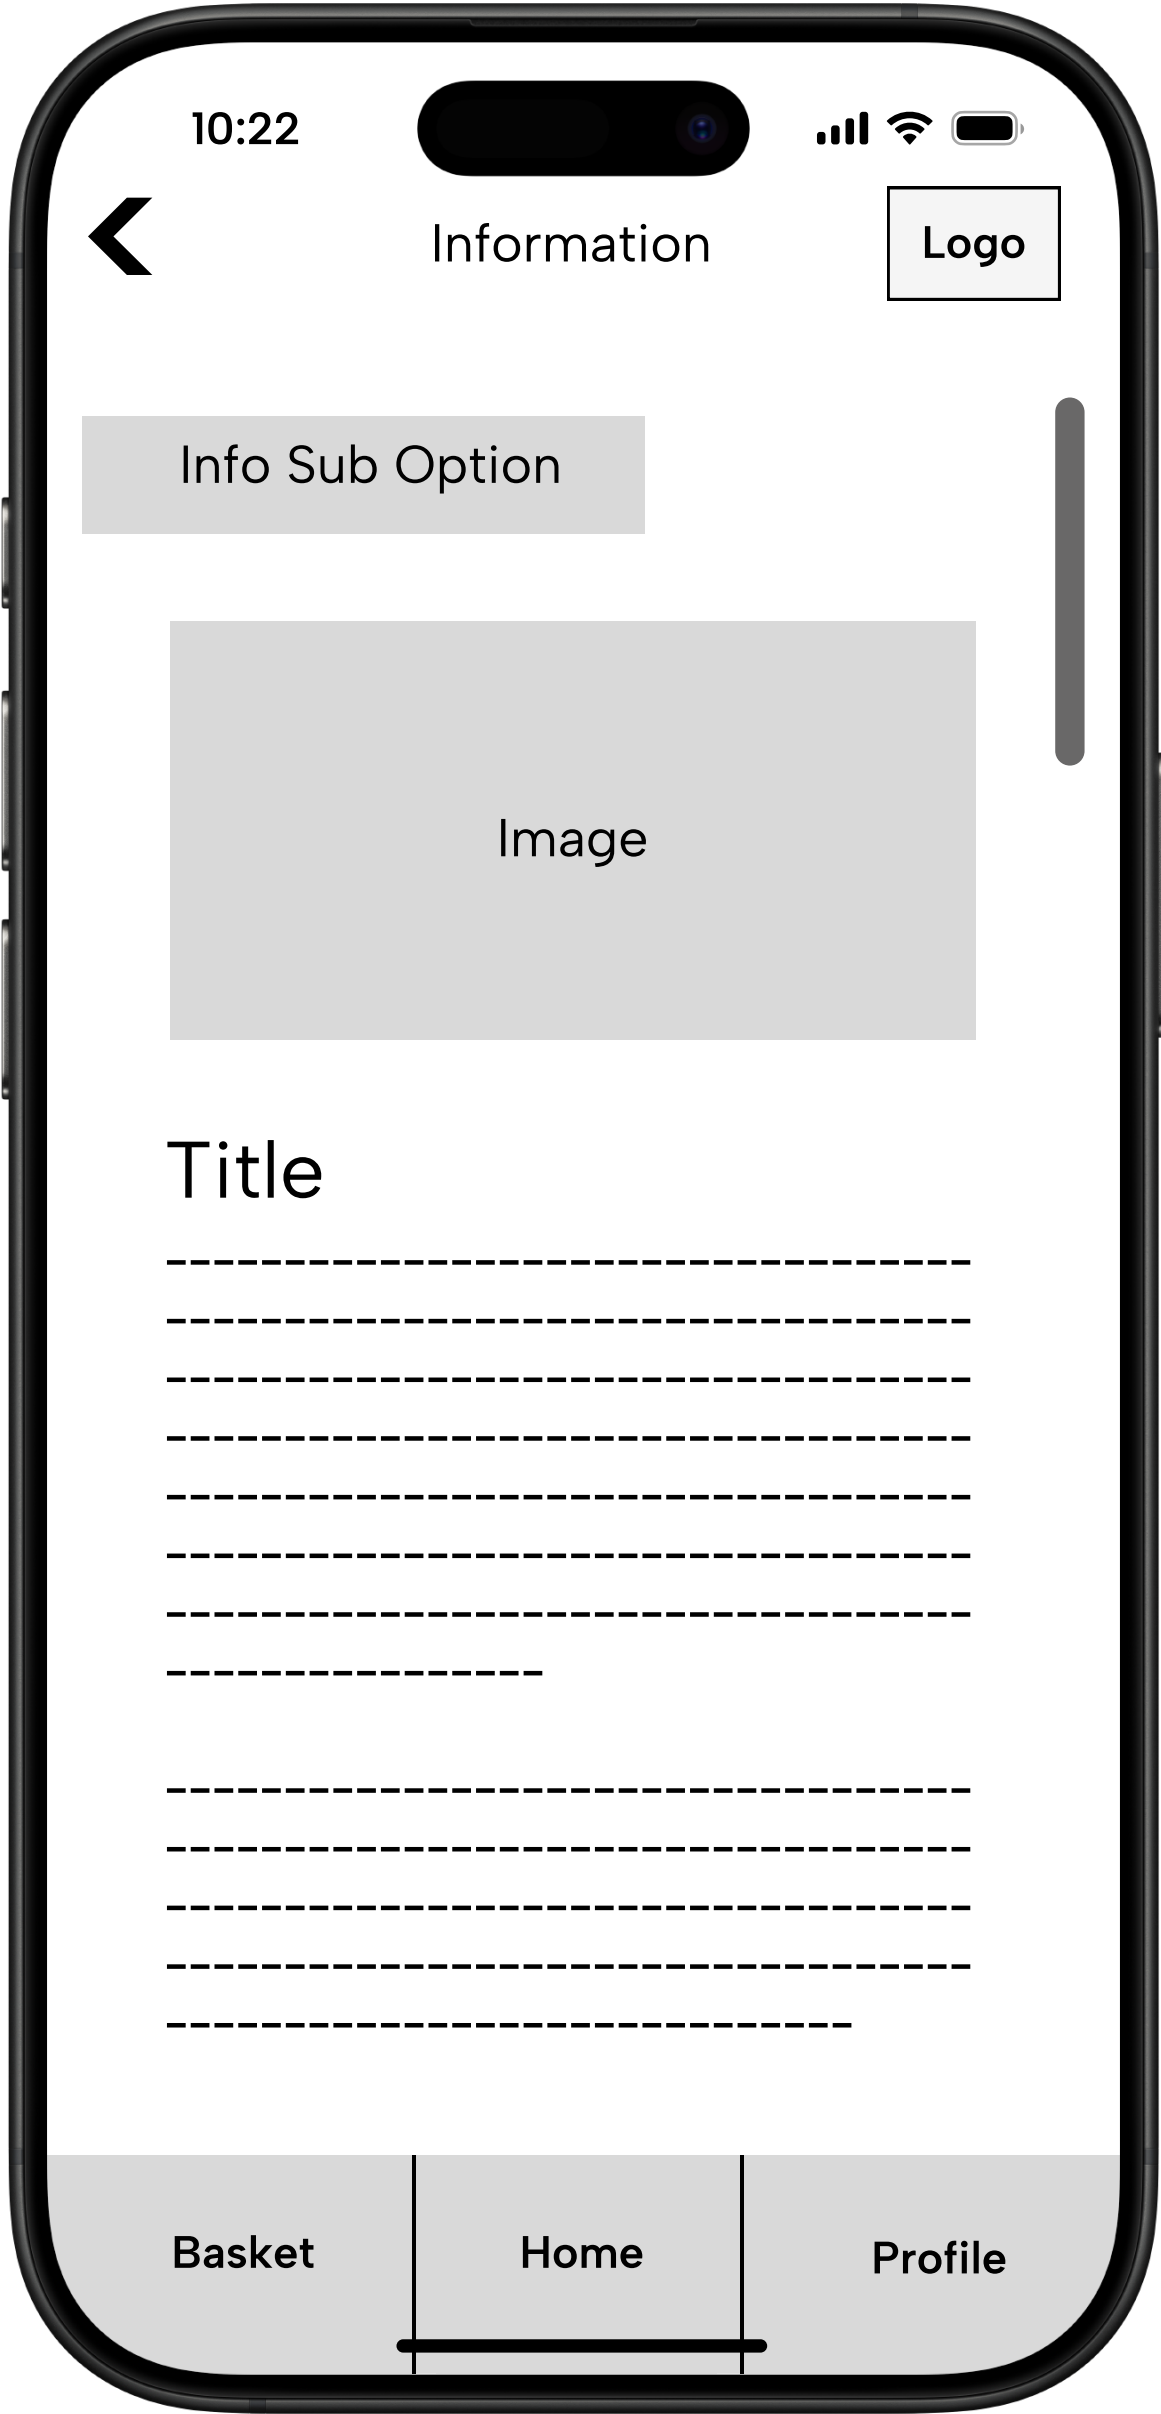 10:22
Information
Logo
Info Sub Option
Image
Title
Basket
Home
Profile